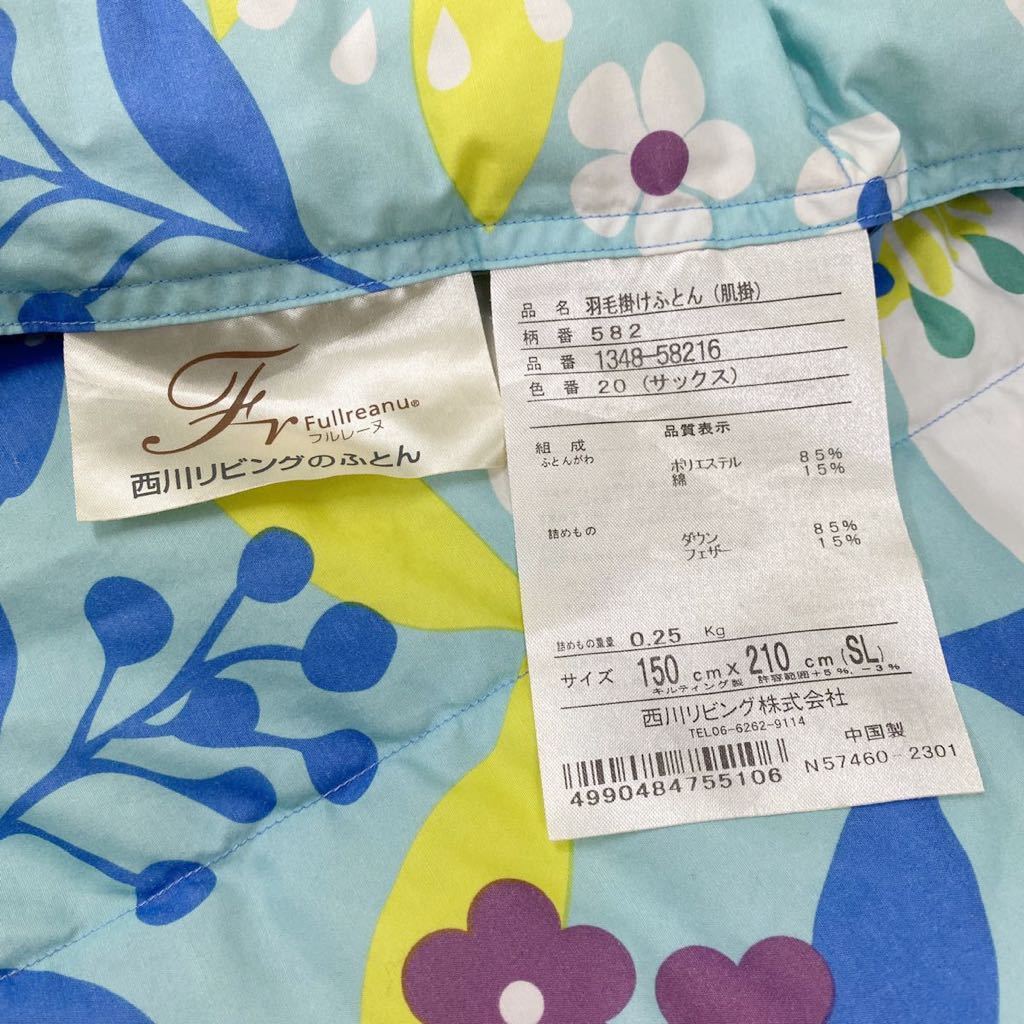 Fr Fullreanu®
フルレーヌ
西川リビングのふとん
品 名 羽毛掛けふとん (肌掛)
柄 番 582
品 番 1348-58216
色 番 20 (サックス)
品質表示
組 成
ふとんがわ ポリエステル 85%
綿 15%
詰めもの ダウン 85%
フェザー 15%
詰めもの重量 0.25 Kg
サイズ 150 cm X 210 cm (SL)
キルティング製 許容範囲+5%, -3%
西川リビング株式会社
TEL06-6262-9114
中国製
4990484755106 N57460-2301